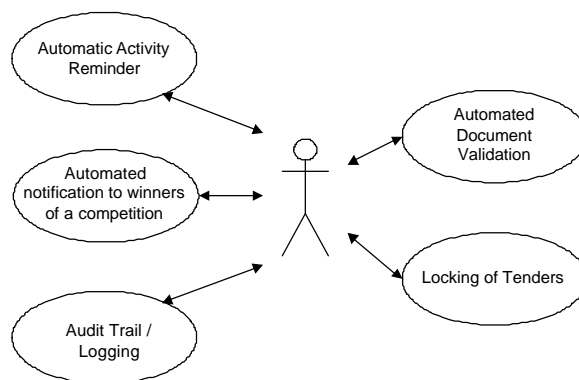 Automatic Activity
Reminder
Automated
notification to winners
of a competition
Audit Trail /
Logging
Automated
Document
Validation
Locking of Tenders